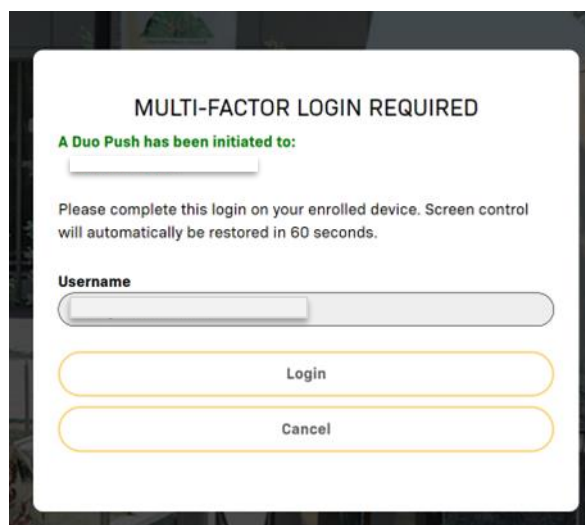 MULTI-FACTOR LOGIN REQUIRED
A Duo Push has been initiated to:
Please complete this login on your enrolled device. Screen control
will automatically be restored in 60 seconds.
Username
Login
Cancel